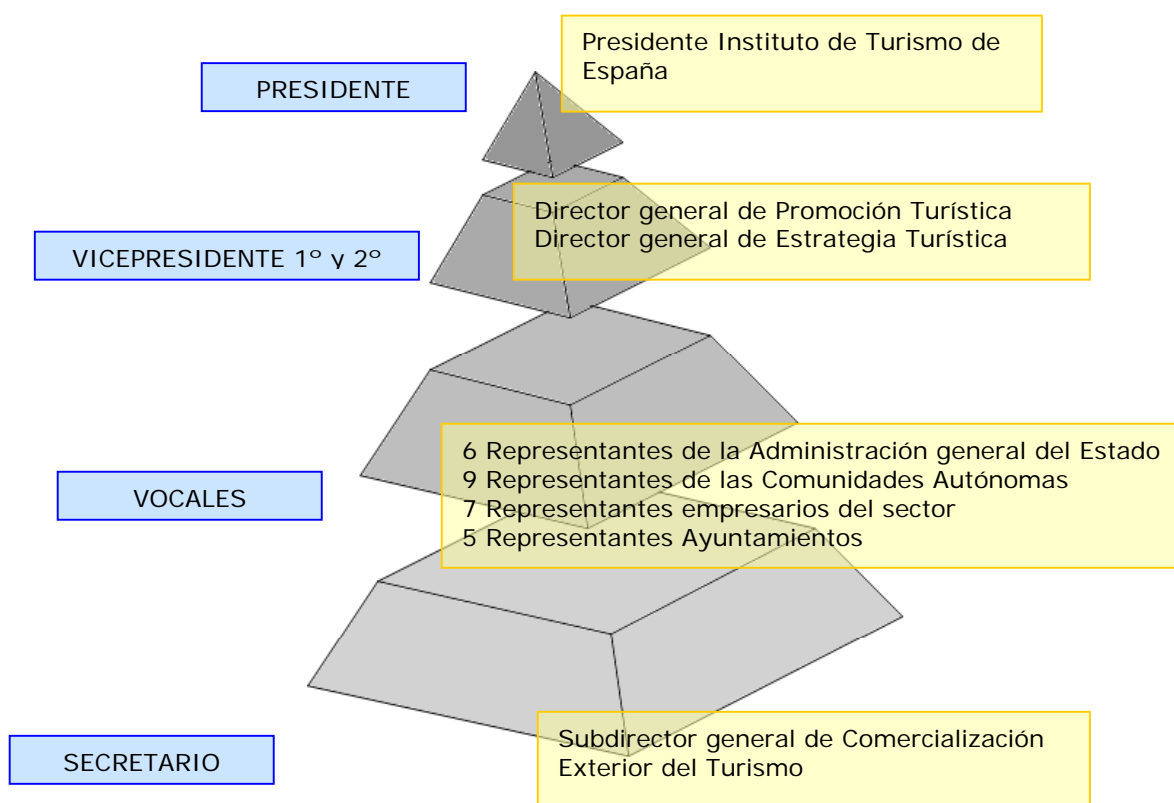 Presidente Instituto de Turismo de
España
PRESIDENTE
Director general de Promoción Turística
Director general de Estrategia Turística
VICEPRESIDENTE 1º y 2º
6 Representantes de la Administración general del Estado
9 Representantes de las Comunidades Autónomas
7 Representantes empresarios del sector
5 Representantes Ayuntamientos
VOCALES
Subdirector general de Comercialización
Exterior del Turismo
SECRETARIO